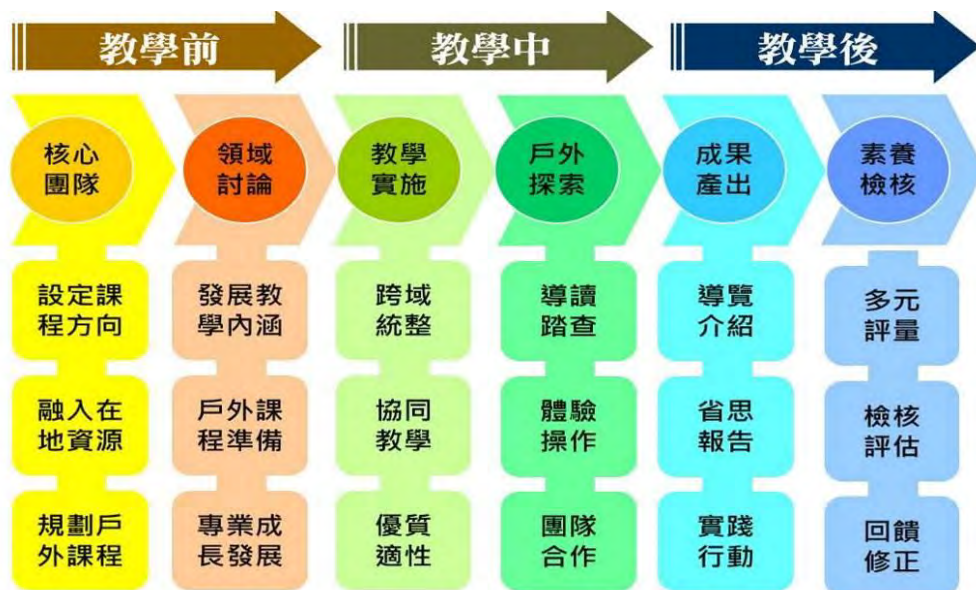 教學前
教學中
教學後
核心
團隊
領域
討論
教學
實施
戶外
探索
成果
產出
素養
檢核
設定課
程方向
發展教
學內涵
跨域
統整
導讀
踏查
導覽
介紹
多元
評量
融入在
地資源
戶外課
程準備
協同
教學
體驗
操作
省思
報告
檢核
評估
規劃戶
外課程
專業成
長發展
優質
適性
團隊
合作
實踐
行動
回饋
修正